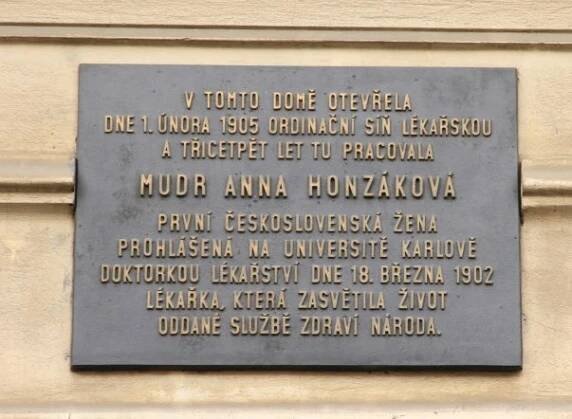 V TOMTO DOMĚ OTEVŘELA
DNE 1. ÚNORA 1905 ORDINAČNÍ SÍŇ LÉKAŘSKOU
A TŘICETPĚT LET TU PRACOVALA
MUDR ANNA HONZÁKOVÁ
PRVNÍ ČESKOSLOVENSKÁ ŽENA
PROHLÁŠENÁ NA UNIVERSITĚ KARLOVĚ
DOKTORKOU LÉKAŘSTVÍ DNE 18. BŘEZNA 1902
LÉKAŘKA, KTERÁ ZASVĚTILA ŽIVOT
ODDANÉ SLUŽBĚ ZDRAVÍ NÁRODA.